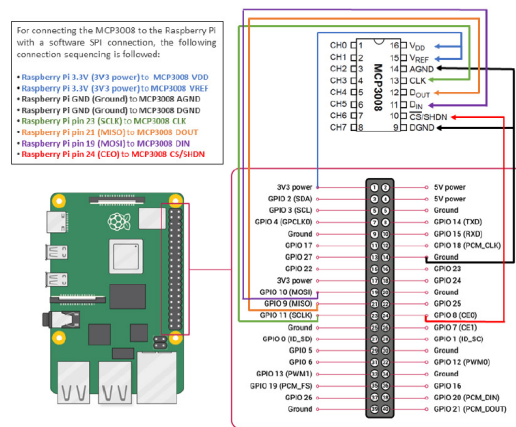 For connecting the MCP3008 to the Raspberry Pi
with a software SPI connection, the following
connection sequencing is followed:
• Raspberry Pi 3.3V (3V3 power) to MCP3008 VDD
• Raspberry Pi 3.3V (3V3 power) to MCP3008 VREF
• Raspberry Pi GND (Ground) to MCP3008 AGND
• Raspberry Pi GND (Ground) to MCP3008 DGND
• Raspberry Pi pin 23 (SCLK) to MCP3008 CLK
• Raspberry Pi pin 21 (MISO) to MCP3008 DOUT
• Raspberry Pi pin 19 (MOSI) to MCP3008 DIN
• Raspberry Pi pin 24 (CEO) to MCP3008 CS/SHDN
CH0 1 16 VDD
CH1 2 15 VREF
CH2 3 14 AGND
CH3 4 13 CLK
CH4 5 12 DOUT
CH5 6 11 DIN
CH6 7 10 CS/SHDN
CH7 8 9 DGND
MCP3008
3V3 power 1 2 5V power
GPIO 2 (SDA) 3 4 5V power
GPIO 3 (SCL) 5 6 Ground
GPIO 4 (GPCLK0) 7 8 GPIO 14 (TXD)
Ground 9 10 GPIO 15 (RXD)
GPIO 17 11 12 GPIO 18 (PCM_CLK)
GPIO 27 13 14 Ground
GPIO 22 15 16 GPIO 23
3V3 power 17 18 GPIO 24
GPIO 10 (MOSI) 19 20 Ground
GPIO 9 (MISO) 21 22 GPIO 25
GPIO 11 (SCLK) 23 24 GPIO 8 (CE0)
Ground 25 26 GPIO 7 (CE1)
GPIO 0 (ID_SD) 27 28 GPIO 1 (ID_SC)
GPIO 5 29 30 Ground
GPIO 6 31 32 GPIO 12 (PWM0)
GPIO 13 (PWM1) 33 34 Ground
GPIO 19 (PCM_FS) 35 36 GPIO 16
GPIO 26 37 38 GPIO 20 (PCM_DIN)
Ground 39 40 GPIO 21 (PCM_DOUT)